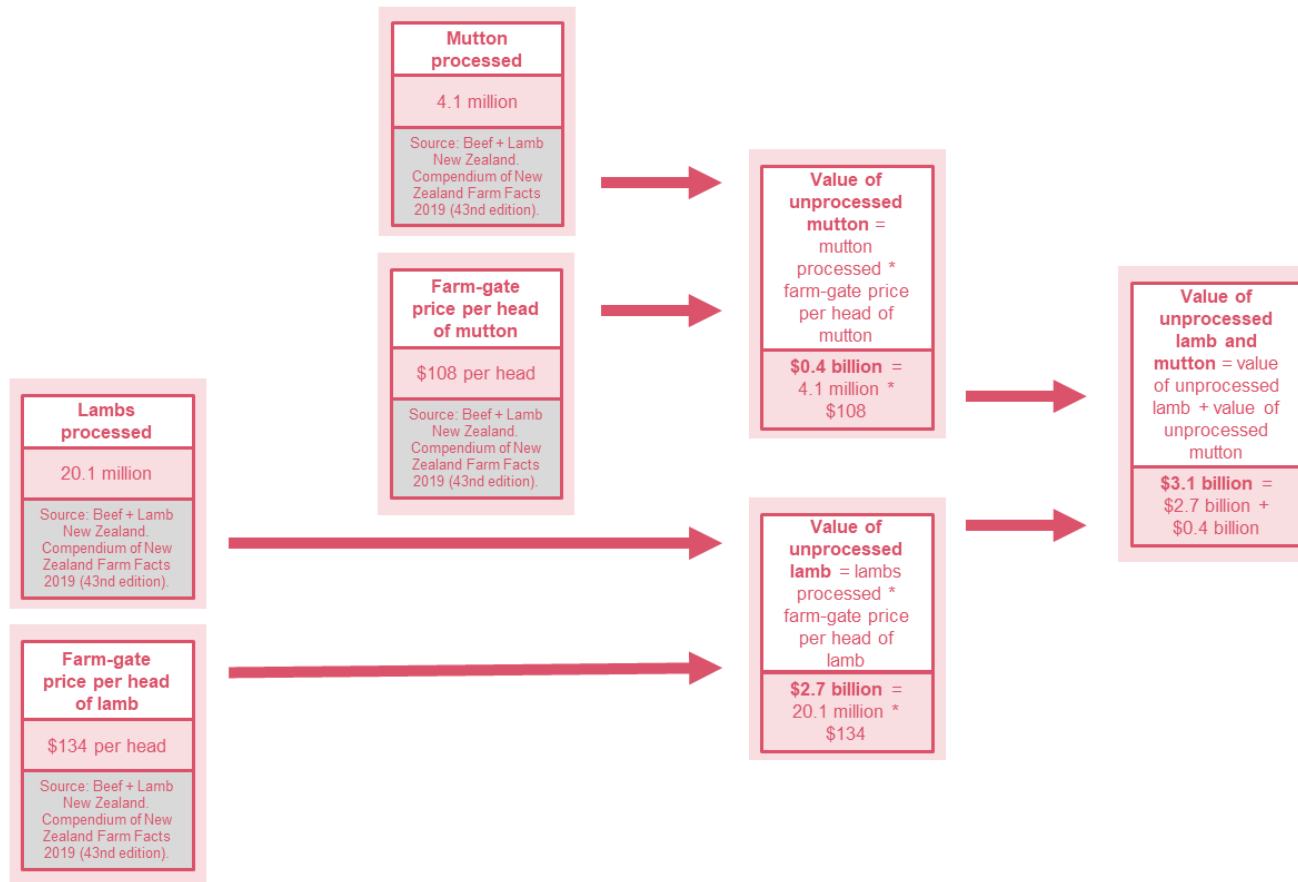 Mutton
processed
4.1 million
Source: Beef + Lamb
New Zealand.
Compendium of New
Zealand Farm Facts
2019 (43nd edition).
Farm-gate
price per head
of mutton
$108 per head
Source: Beef + Lamb
New Zealand.
Compendium of New
Zealand Farm Facts
2019 (43nd edition).
Lambs
processed
20.1 million
Source: Beef + Lamb
New Zealand.
Compendium of New
Zealand Farm Facts
2019 (43nd edition).
Farm-gate
price per head
of lamb
$134 per head
Source: Beef + Lamb
New Zealand.
Compendium of New
Zealand Farm Facts
2019 (43nd edition).
Value of
unprocessed
mutton =
mutton
processed *
farm-gate price
per head of
mutton
$0.4 billion =
4.1 million *
$108
Value of
unprocessed
lamb = lambs
processed *
farm-gate price
per head of
lamb
$2.7 billion =
20.1 million *
$134
Value of
unprocessed
lamb and
mutton = value
of unprocessed
lamb + value of
unprocessed
mutton
$3.1 billion =
$2.7 billion +
$0.4 billion